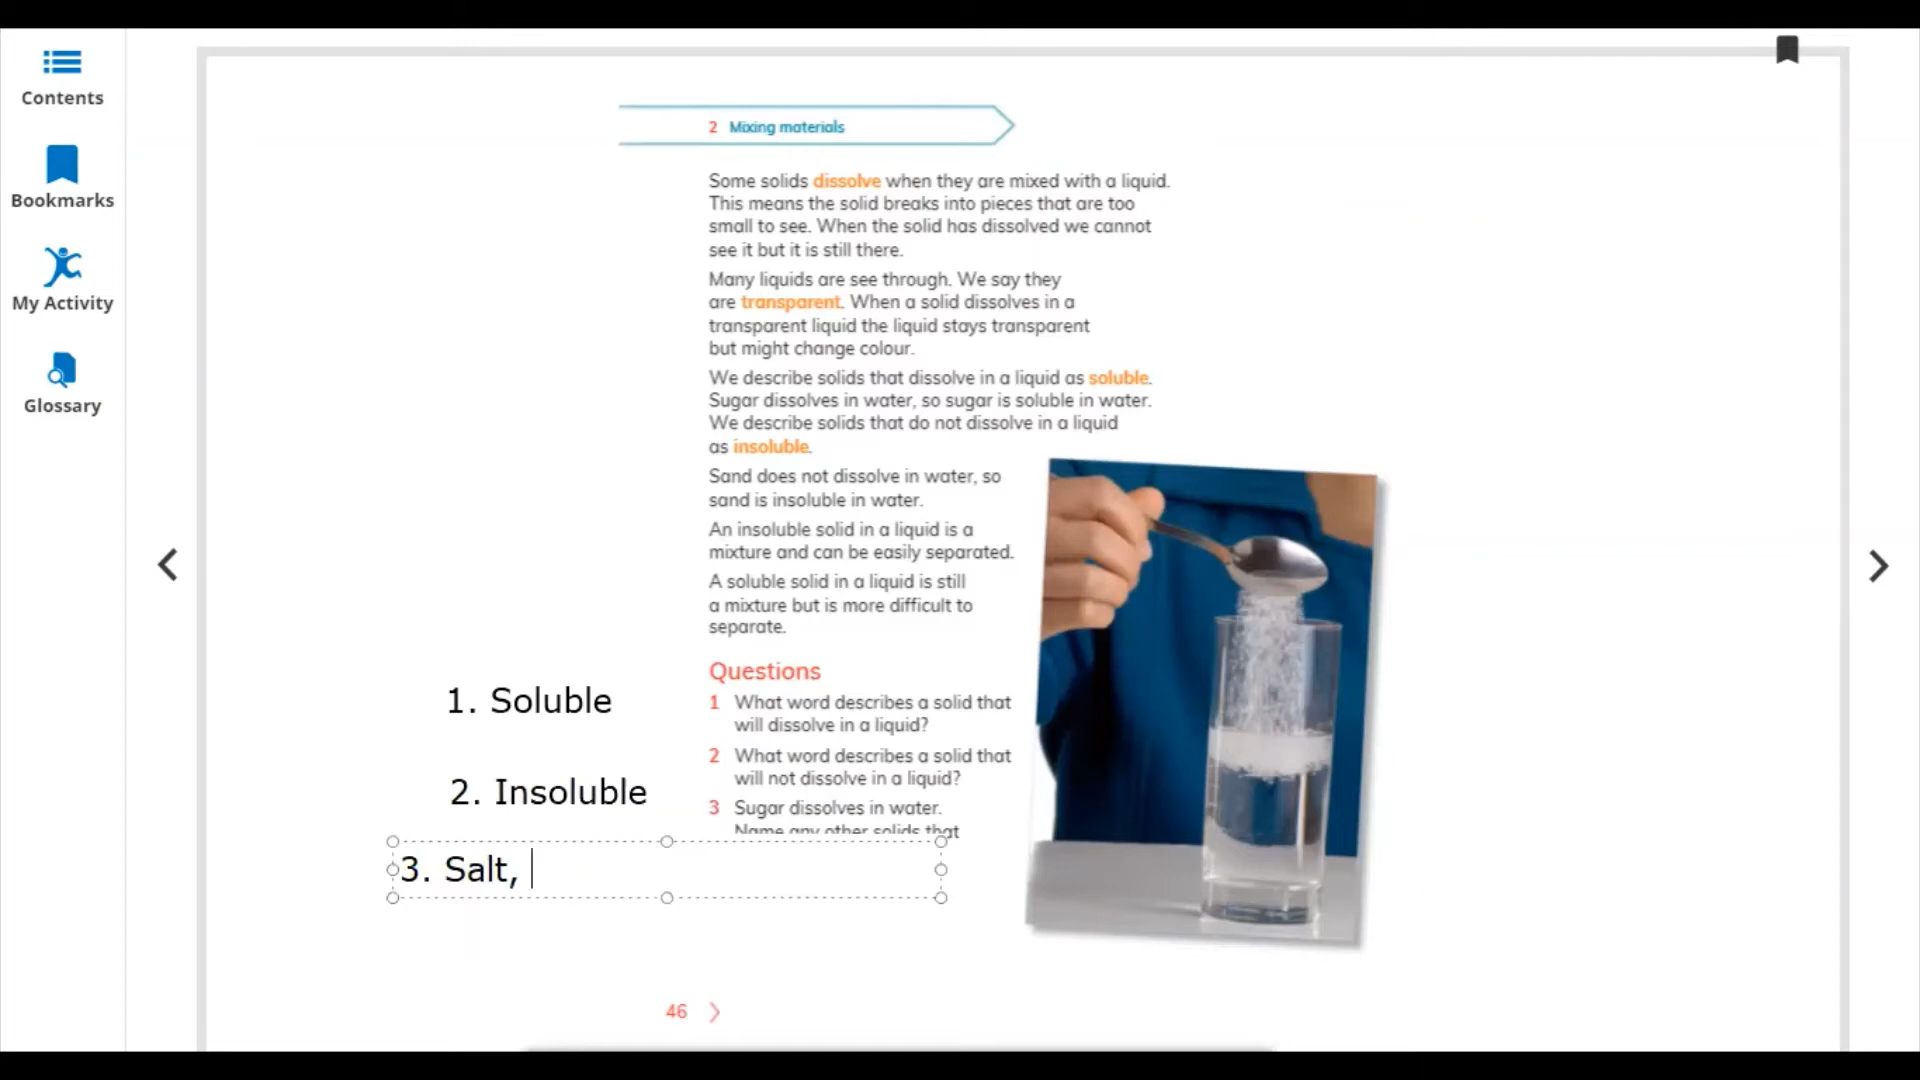 Contents
Bookmarks
My Activity
Glossary
2 Mixing materials
Some solids dissolve when they are mixed with a liquid.
This means the solid breaks into pieces that are too
small to see. When the solid has dissolved we cannot
see it but it is still there.
Many liquids are see through. We say they
are transparent. When a solid dissolves in a
transparent liquid the liquid stays transparent
but might change colour.
We describe solids that dissolve in a liquid as soluble.
Sugar dissolves in water, so sugar is soluble in water.
We describe solids that do not dissolve in a liquid
as insoluble.
Sand does not dissolve in water, so
sand is insoluble in water.
An insoluble solid in a liquid is a
mixture and can be easily separated.
A soluble solid in a liquid is still
a mixture but is more difficult to
separate.
Questions
1 What word describes a solid that
will dissolve in a liquid?
2 What word describes a solid that
will not dissolve in a liquid?
3 Sugar dissolves in water.
Name any other solids that
1. Soluble
2. Insoluble
3. Salt,
46